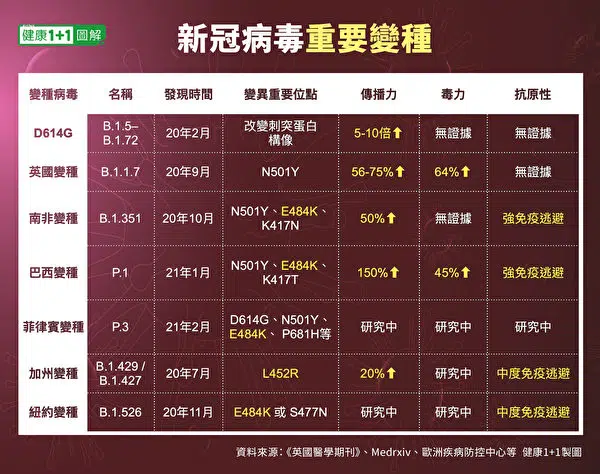 健康1+1 圖解
新冠病毒重要變種
變種病毒 名稱 發現時間 變異重要位點 傳播力 毒力 抗原性
D614G B.1.5–B.1.72 20年2月 改變刺突蛋白構像 5-10倍⬆ 無證據 無證據
英國變種 B.1.1.7 20年9月 N501Y 56-75%⬆ 64%⬆ 無證據
南非變種 B.1.351 20年10月 N501Y、E484K、K417N 50%⬆ 無證據 強免疫逃避
巴西變種 P.1 21年1月 N501Y、E484K、K417T 150%⬆ 45%⬆ 強免疫逃避
菲律賓變種 P.3 21年2月 D614G、N501Y、E484K、 P681H等 研究中 研究中 研究中
加州變種 B.1.429 / B.1.427 20年7月 L452R 20%⬆ 研究中 中度免疫逃避
紐約變種 B.1.526 20年11月 E484K 或 S477N 研究中 研究中 中度免疫逃避
資料來源：《英國醫學期刊》、Medrxiv、歐洲疾病防控中心等 健康1+1製圖